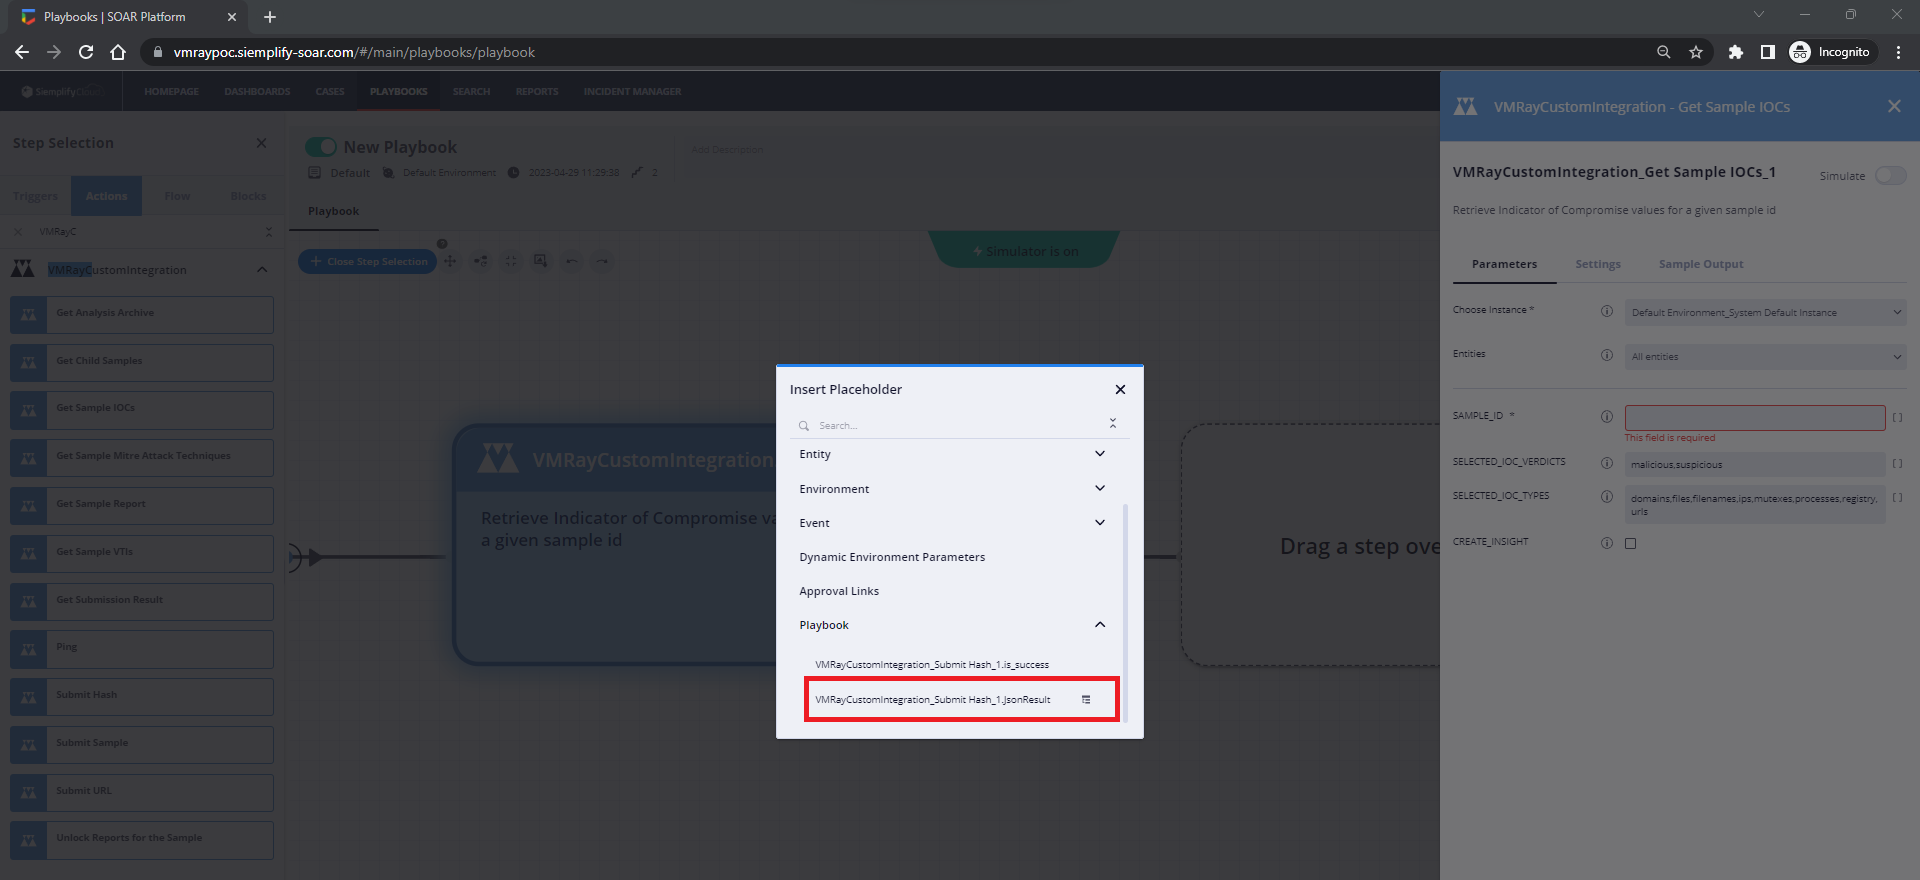 Playbooks | SOAR Platform
vmraypoc.siemplify-soar.com/#/main/playbooks/playbook
Incognito
SiemplifyCloud
HOMEPAGE
DASHBOARDS
CASES
PLAYBOOKS
SEARCH
REPORTS
INCIDENT MANAGER
Step Selection
Triggers
Actions
Flow
Blocks
VMRayC
VMRayCustomIntegration
Get Analysis Archive
Get Child Samples
Get Sample IOCs
Get Sample Mitre Attack Techniques
Get Sample Report
Get Sample VTIs
Get Submission Result
Ping
Submit Hash
Submit Sample
Submit URL
Unlock Reports for the Sample
New Playbook
Add Description
Default
Default Environment
2023-04-29 11:29:38
2
Playbook
Close Step Selection
Simulator is on
VMRayCustomIntegration
Retrieve Indicator of Compromise va
a given sample id
Drag a step ove
Insert Placeholder
Search...
Entity
Environment
Event
Dynamic Environment Parameters
Approval Links
Playbook
VMRayCustomIntegration_Submit Hash_1.is_success
VMRayCustomIntegration_Submit Hash_1.JsonResult
VMRayCustomIntegration - Get Sample IOCs
VMRayCustomIntegration_Get Sample IOCs_1
Simulate
Retrieve Indicator of Compromise values for a given sample id
Parameters
Settings
Sample Output
Choose Instance *
Default Environment_System Default Instance
Entities
All entities
SAMPLE_ID *
[ ]
This field is required
SELECTED_IOC_VERDICTS
malicious,suspicious
[ ]
SELECTED_IOC_TYPES
domains,files,filenames,ips,mutexes,processes,registry,
urls
[ ]
CREATE_INSIGHT